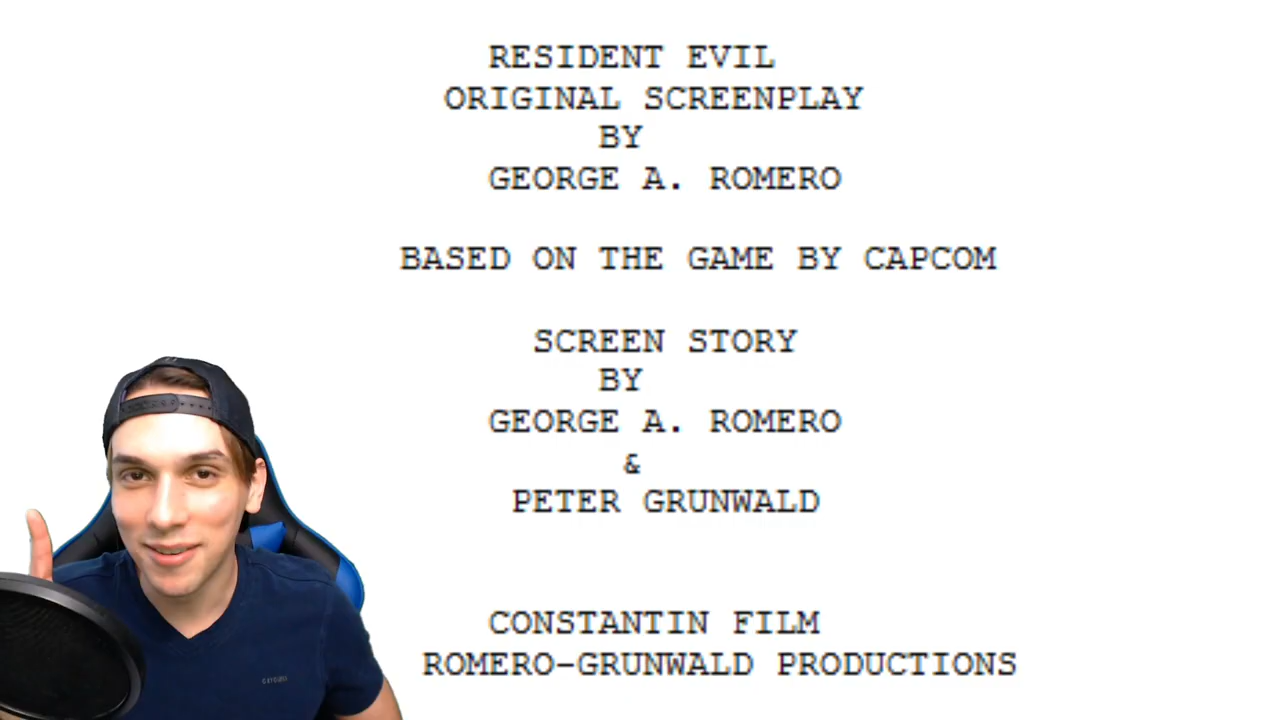 RESIDENT EVIL
ORIGINAL SCREENPLAY
BY
GEORGE A. ROMERO
BASED ON THE GAME BY CAPCOM
SCREEN STORY
BY
GEORGE A. ROMERO
&
PETER GRUNWALD
CONSTANTIN FILM
ROMERO-GRUNWALD PRODUCTIONS